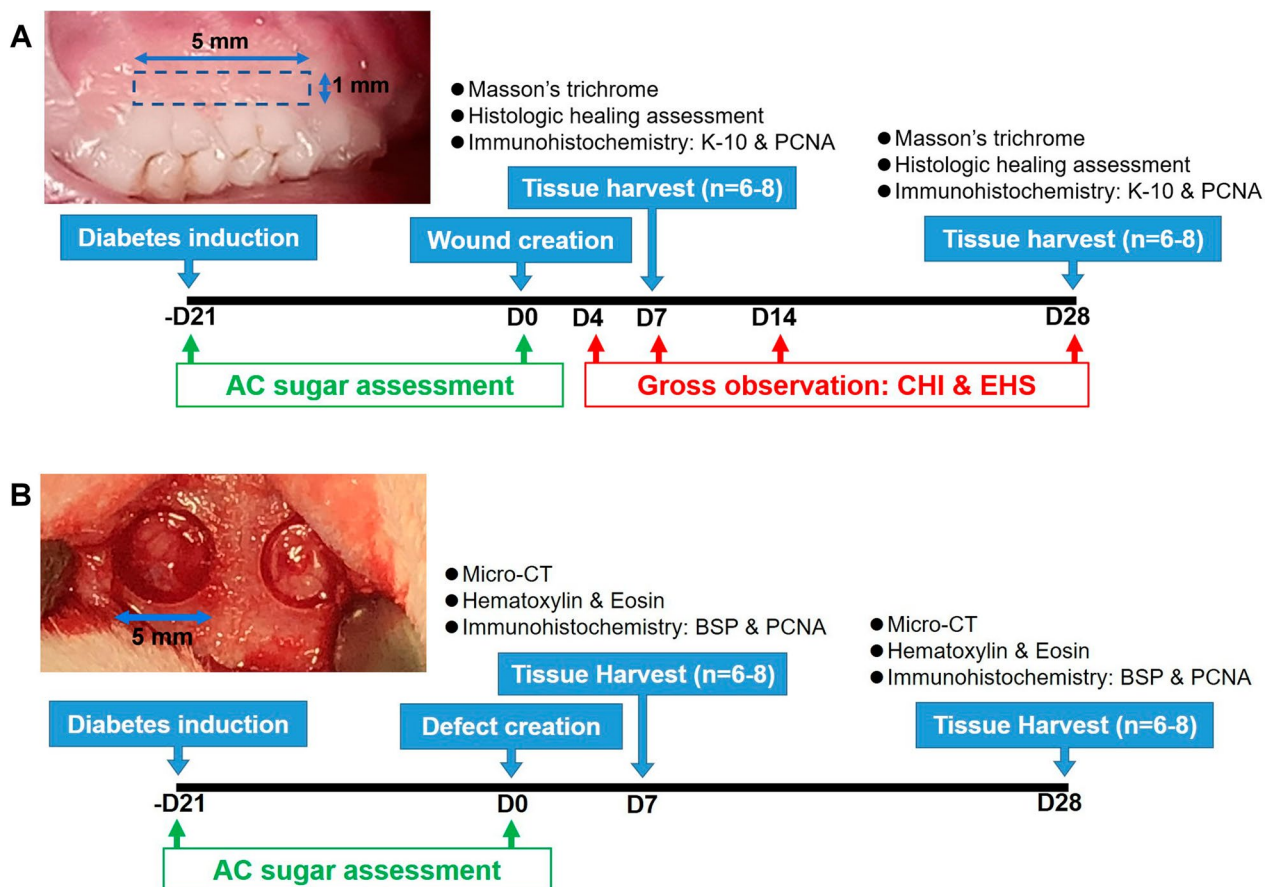 A
5 mm
1 mm
● Masson's trichrome
● Histologic healing assessment
● Immunohistochemistry: K-10 & PCNA
● Masson's trichrome
● Histologic healing assessment
● Immunohistochemistry: K-10 & PCNA
Diabetes induction
Wound creation
Tissue harvest (n=6-8)
Tissue harvest (n=6-8)
-D21
D0
D4
D7
D14
D28
AC sugar assessment
Gross observation: CHI & EHS
B
5 mm
● Micro-CT
● Hematoxylin & Eosin
● Immunohistochemistry: BSP & PCNA
● Micro-CT
● Hematoxylin & Eosin
● Immunohistochemistry: BSP & PCNA
Diabetes induction
Defect creation
Tissue Harvest (n=6-8)
Tissue Harvest (n=6-8)
-D21
D0
D7
D28
AC sugar assessment